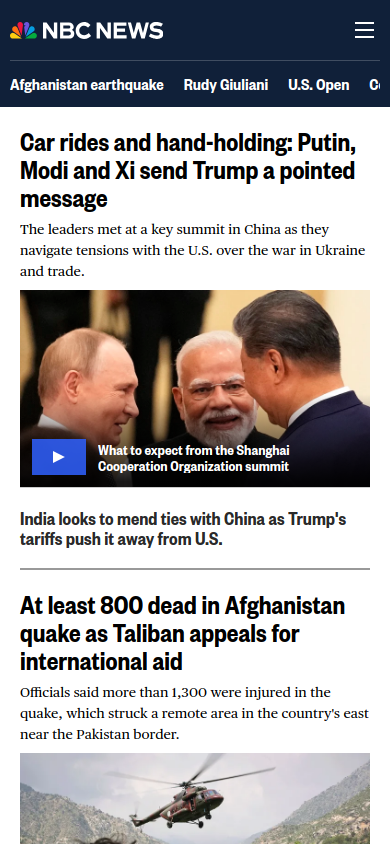 NBC NEWS
Afghanistan earthquake Rudy Giuliani U.S. Open
Car rides and hand-holding: Putin,
Modi and Xi send Trump a pointed
message
The leaders met at a key summit in China as they
navigate tensions with the U.S. over the war in Ukraine
and trade.
What to expect from the Shanghai
Cooperation Organization summit
India looks to mend ties with China as Trump's
tariffs push it away from U.S.
At least 800 dead in Afghanistan
quake as Taliban appeals for
international aid
Officials said more than 1,300 were injured in the
quake, which struck a remote area in the country's east
near the Pakistan border.